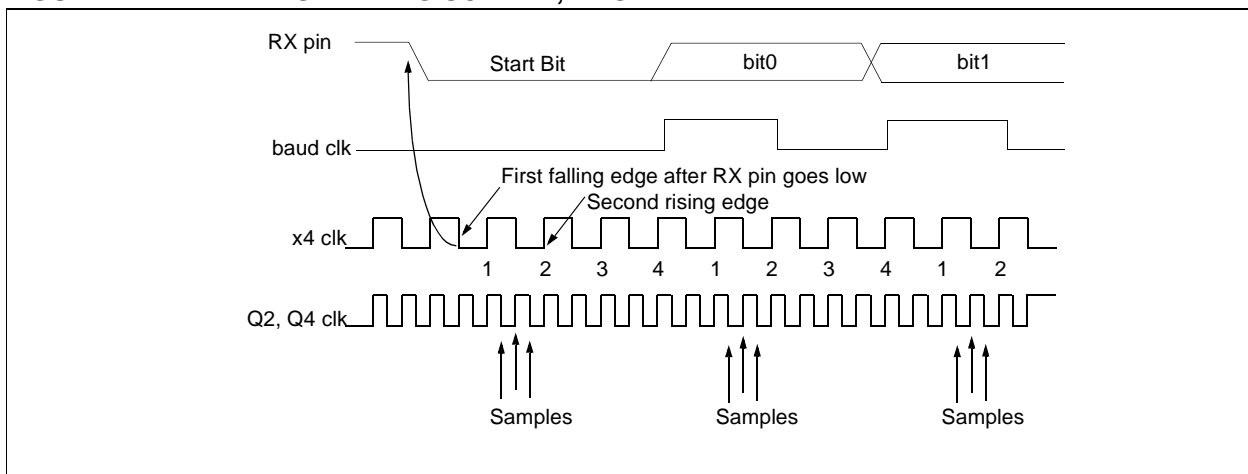 RX pin
Start Bit
bit0
bit1
baud clk
First falling edge after RX pin goes low
Second rising edge
x4 clk
1 2 3 4 1 2 3 4 1 2
Q2, Q4 clk
Samples Samples Samples